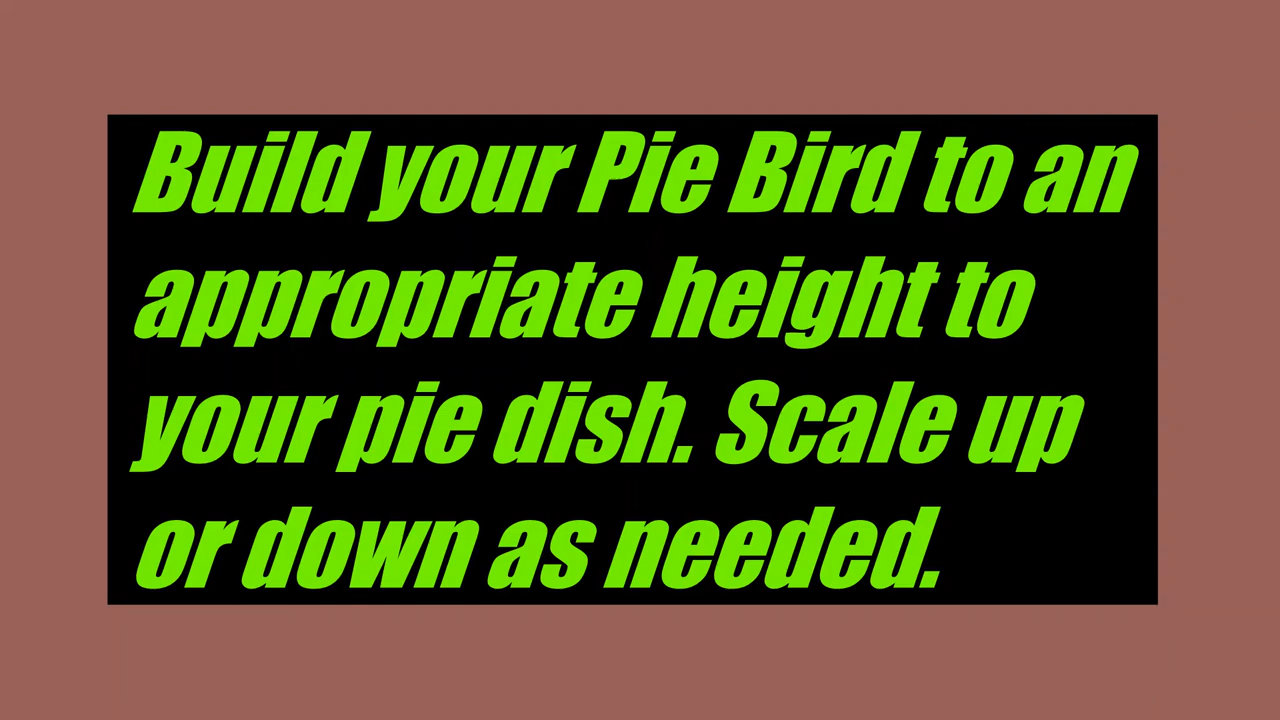 Build your Pie Bird to an
appropriate height to
your pie dish. Scale up
or down as needed.